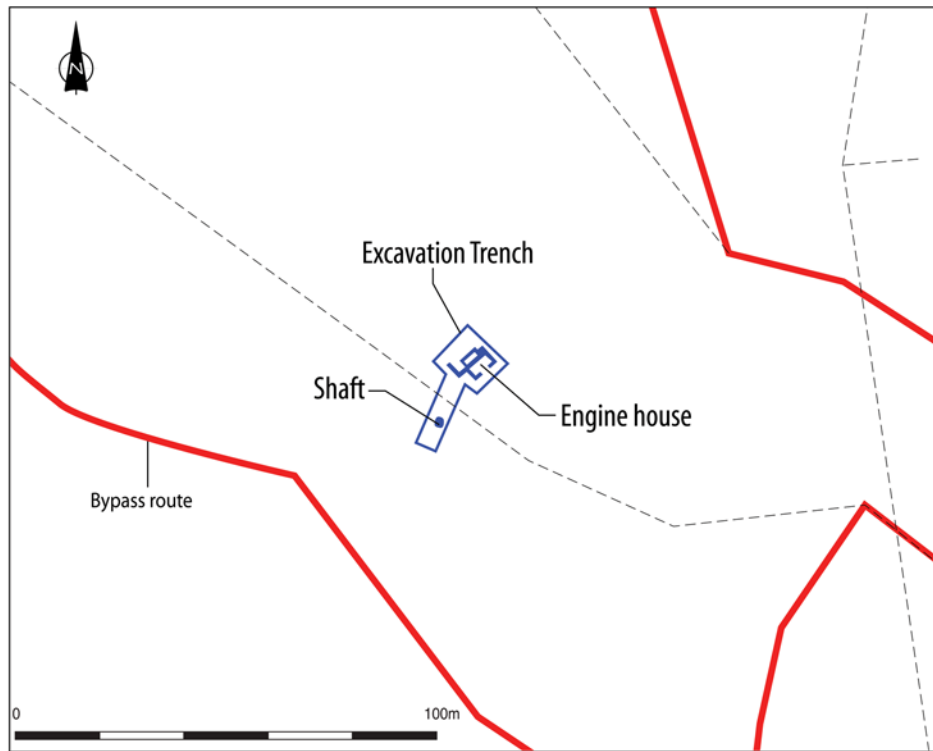 N
Excavation Trench
Shaft
Engine house
Bypass route
0
100m